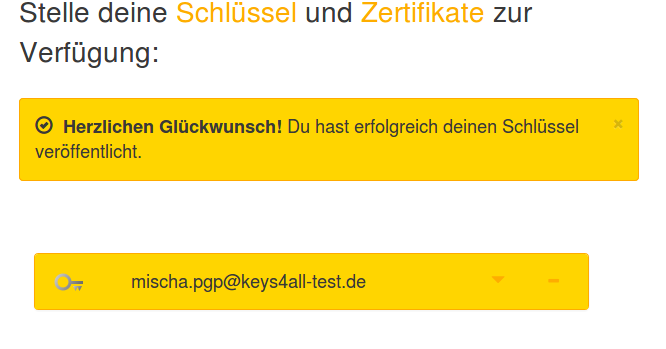 Stelle deine Schlüssel und Zertifikate zur
Verfügung:
Herzlichen Glückwunsch! Du hast erfolgreich deinen Schlüssel ×
veröffentlicht.
mischa.pgp@keys4all-test.de